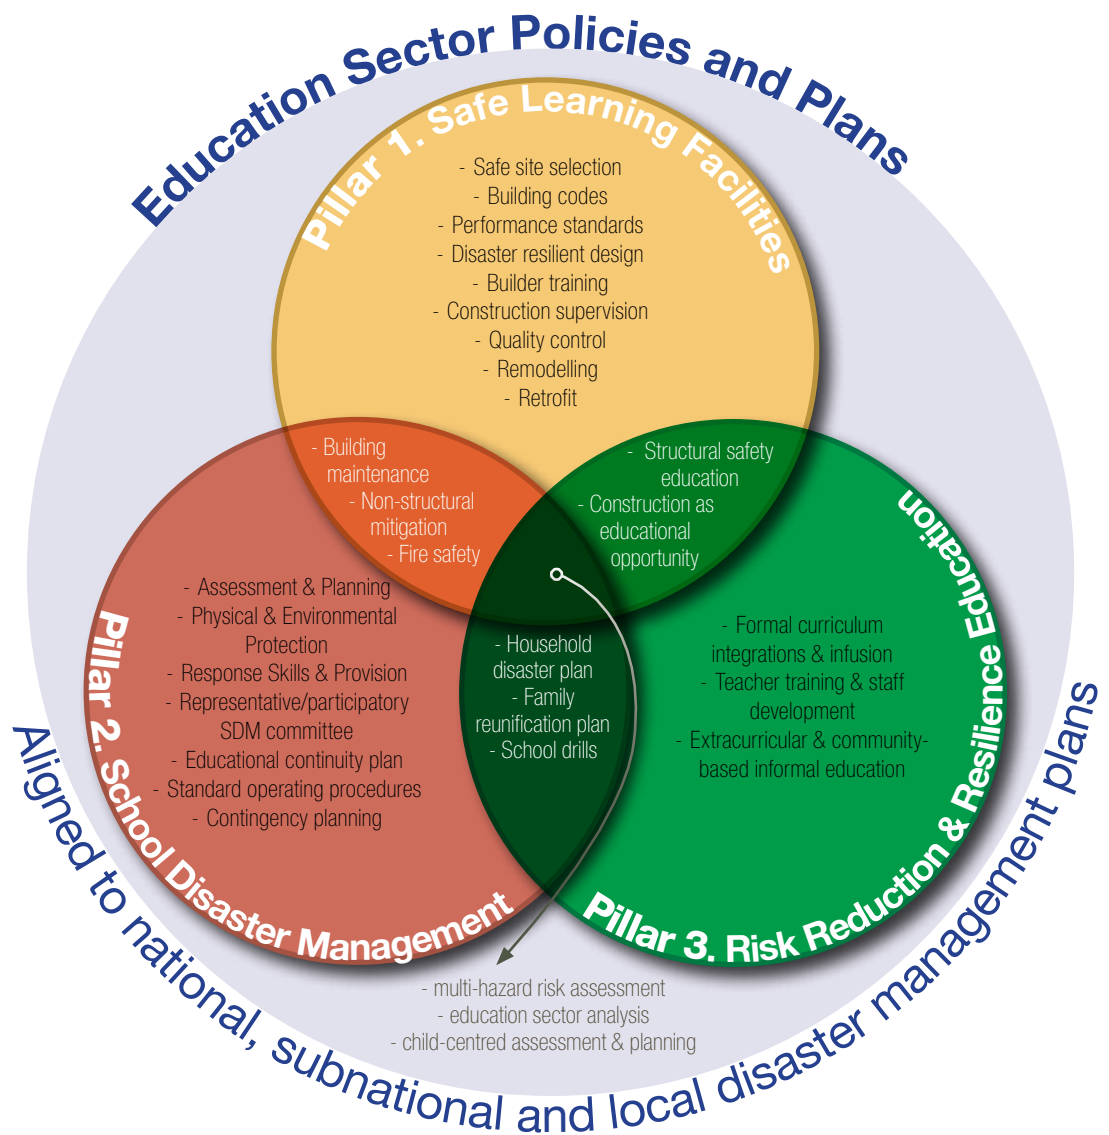 Education Sector Policies and Plans
Pillar 1. Safe Learning Facilities
- Safe site selection
- Building codes
- Performance standards
- Disaster resilient design
- Builder training
- Construction supervision
- Quality control
- Remodelling
- Retrofit
- Building
maintenance
- Non-structural
mitigation
- Fire safety
- Structural safety
education
- Construction as
educational
opportunity
Pillar 2. School Disaster Management
- Assessment & Planning
- Physical & Environmental
Protection
- Response Skills & Provision
- Representative/participatory
SDM committee
- Educational continuity plan
- Standard operating procedures
- Contingency planning
- Household
disaster plan
- Family
reunification plan
- School drills
Pillar 3. Risk Reduction & Resilience Education
- Formal curriculum
integrations & infusion
- Teacher training & staff
development
- Extracurricular & community-
based informal education
- multi-hazard risk assessment
- education sector analysis
- child-centred assessment & planning
Aligned to national, subnational and local disaster management plans